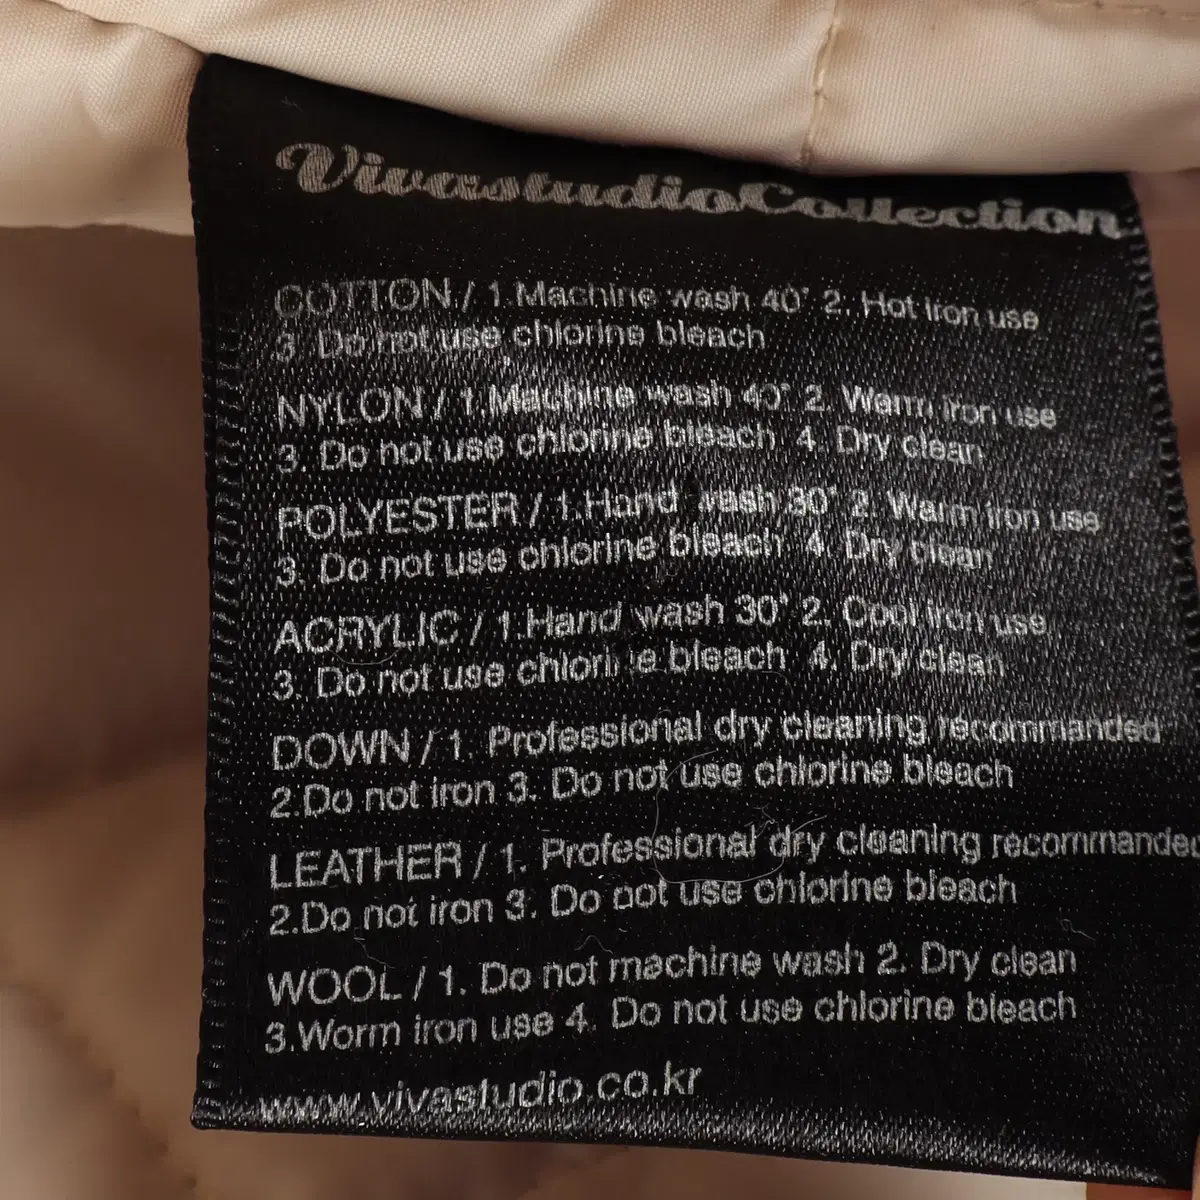 VivastudioCollection
COTTON / 1.Machine wash 40° 2. Hot iron use
3. Do not use chlorine bleach
NYLON / 1.Machine wash 40° 2. Warm iron use
3. Do not use chlorine bleach 4. Dry clean
POLYESTER / 1.Hand wash 30° 2. Warm iron use
3. Do not use chlorine bleach 4. Dry clean
ACRYLIC / 1.Hand wash 30° 2. Cool iron use
3. Do not use chlorine bleach 4. Dry clean
DOWN / 1. Professional dry cleaning recommanded
2.Do not iron 3. Do not use chlorine bleach
LEATHER / 1. Professional dry cleaning recommanded
2.Do not iron 3. Do not use chlorine bleach
WOOL / 1. Do not machine wash 2. Dry clean
3.Worm iron use 4. Do not use chlorine bleach
www.vivastudio.co.kr